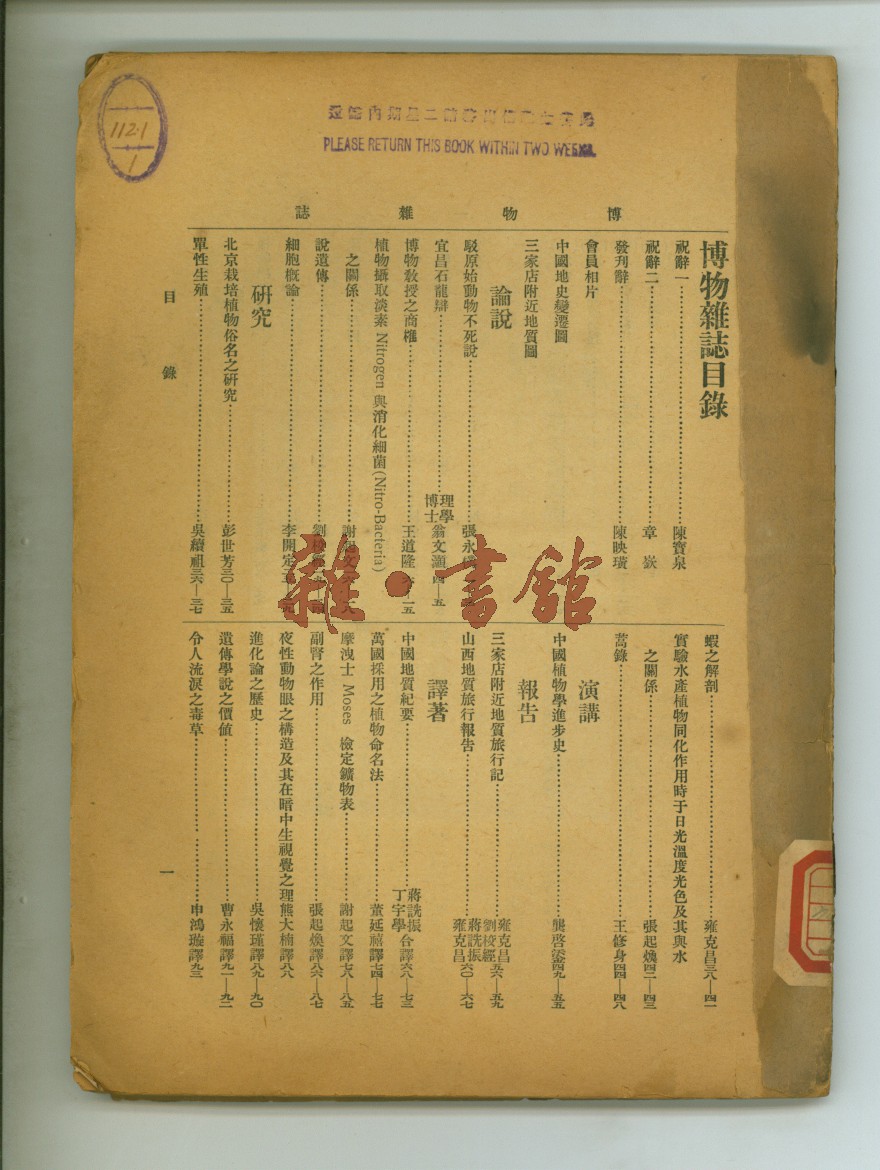 112.1
1
PLEASE RETURN THIS BOOK WITHIN TWO WEEKS.
博物雜誌
博物雜誌目錄
祝辭一 陳寶泉
祝辭二 章嶔
發刊辭 陳映璜
會員相片
中國地史變遷圖
三家店附近地質圖
論說
駁原始動物不死說 張永
宜昌石龍辯 理學博士 翁文灝 四—五
博物教授之商榷 王道隆 一五
植物攝取淡素 Nitrogen 與消化細菌(Nitro-Bacteria)
之關係 謝
說遺傳 劉
細胞概論 李開定
研究
北京栽培植物俗名之研究 彭世芳 三〇—三五
單性生殖 吳續祖 三六—三七
蝦之解剖 雍克昌 三八—四一
實驗水產植物同化作用時于日光溫度光色及其與水
之關係 張起煥 四二—四三
蒿錄 王修身 四四—四八
演講
中國植物學進步史 龔啓鋈 四九—五五
報告
三家店附近地質旅行記 雍克昌 劉棪經 五六—五九
山西地質旅行報告 蔣詵振 雍克昌 六〇—六七
譯著
中國地質紀要 蔣詵振 丁宇學 合譯 六八—七三
萬國採用之植物命名法 董延禧譯 七四—七七
摩洩士 Moses 檢定鑛物表 謝起文譯 七八—八五
副腎之作用 張起煥譯 八六—八七
夜性動物眼之構造及其在暗中生視覺之理 熊大楠譯 八八
進化論之歷史 吳懷瑾譯 八九—九〇
遺傳學說之價值 曹永福譯 九一—九二
令人流淚之毒草 申鴻璇譯 九三
目錄
一
雜·書館